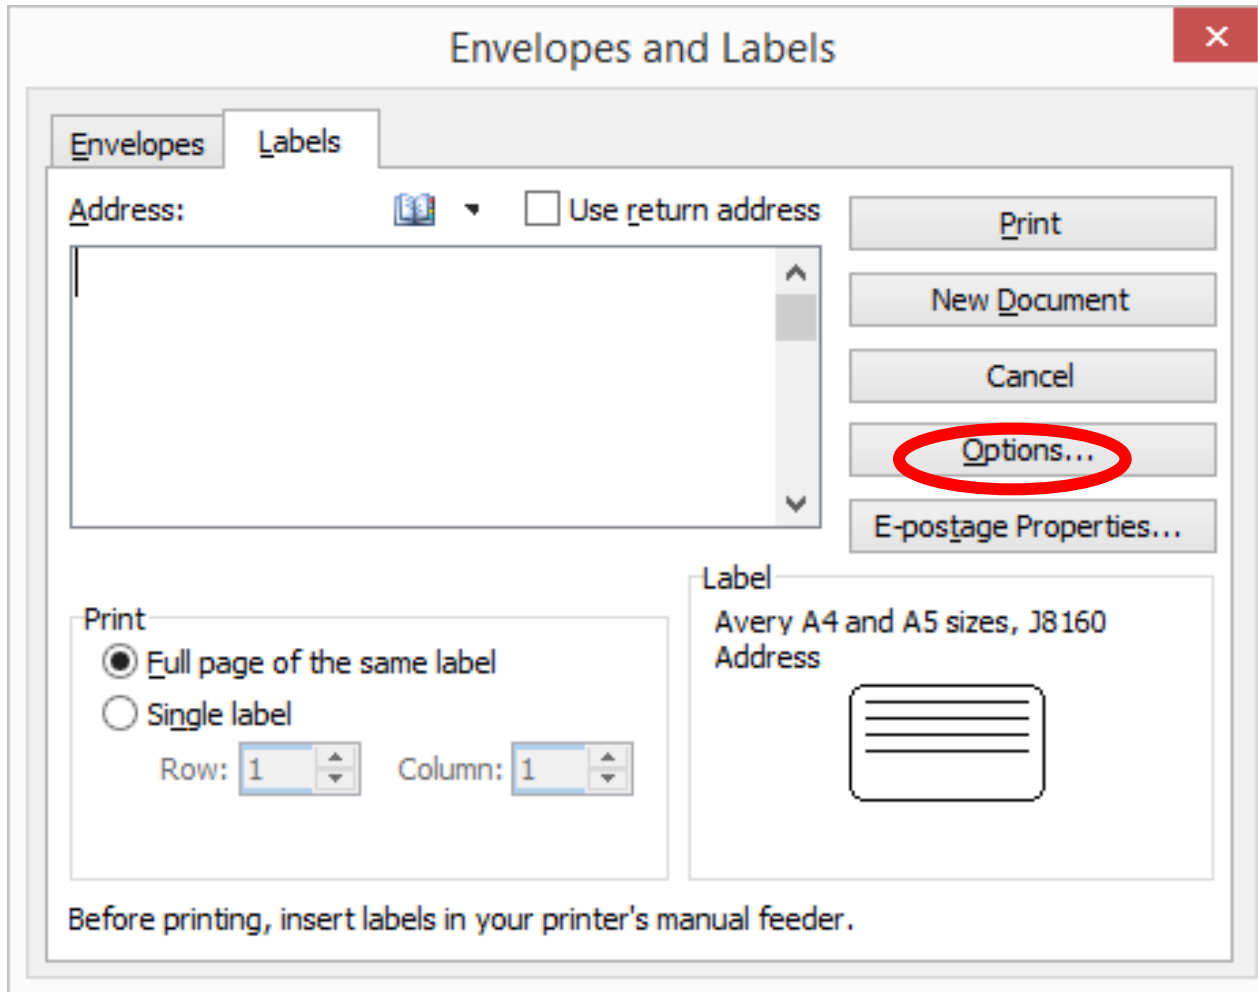 Envelopes and Labels
Envelopes
Labels
Address:
Use return address
Print
New Document
Cancel
Options...
E-postage Properties...
Print
Full page of the same label
Single label
Row: 1 Column: 1
Label
Avery A4 and A5 sizes, J8160
Address
Before printing, insert labels in your printer's manual feeder.